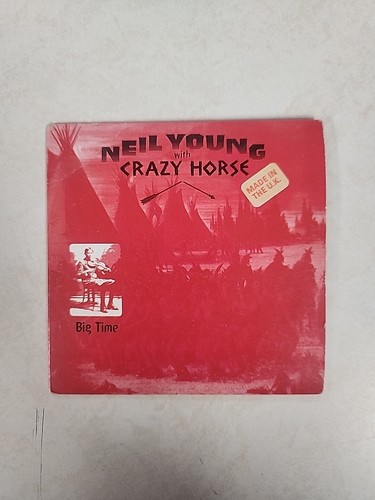 NEIL YOUNG
with
CRAZY HORSE
MADE IN
THE U.K.
Big Time